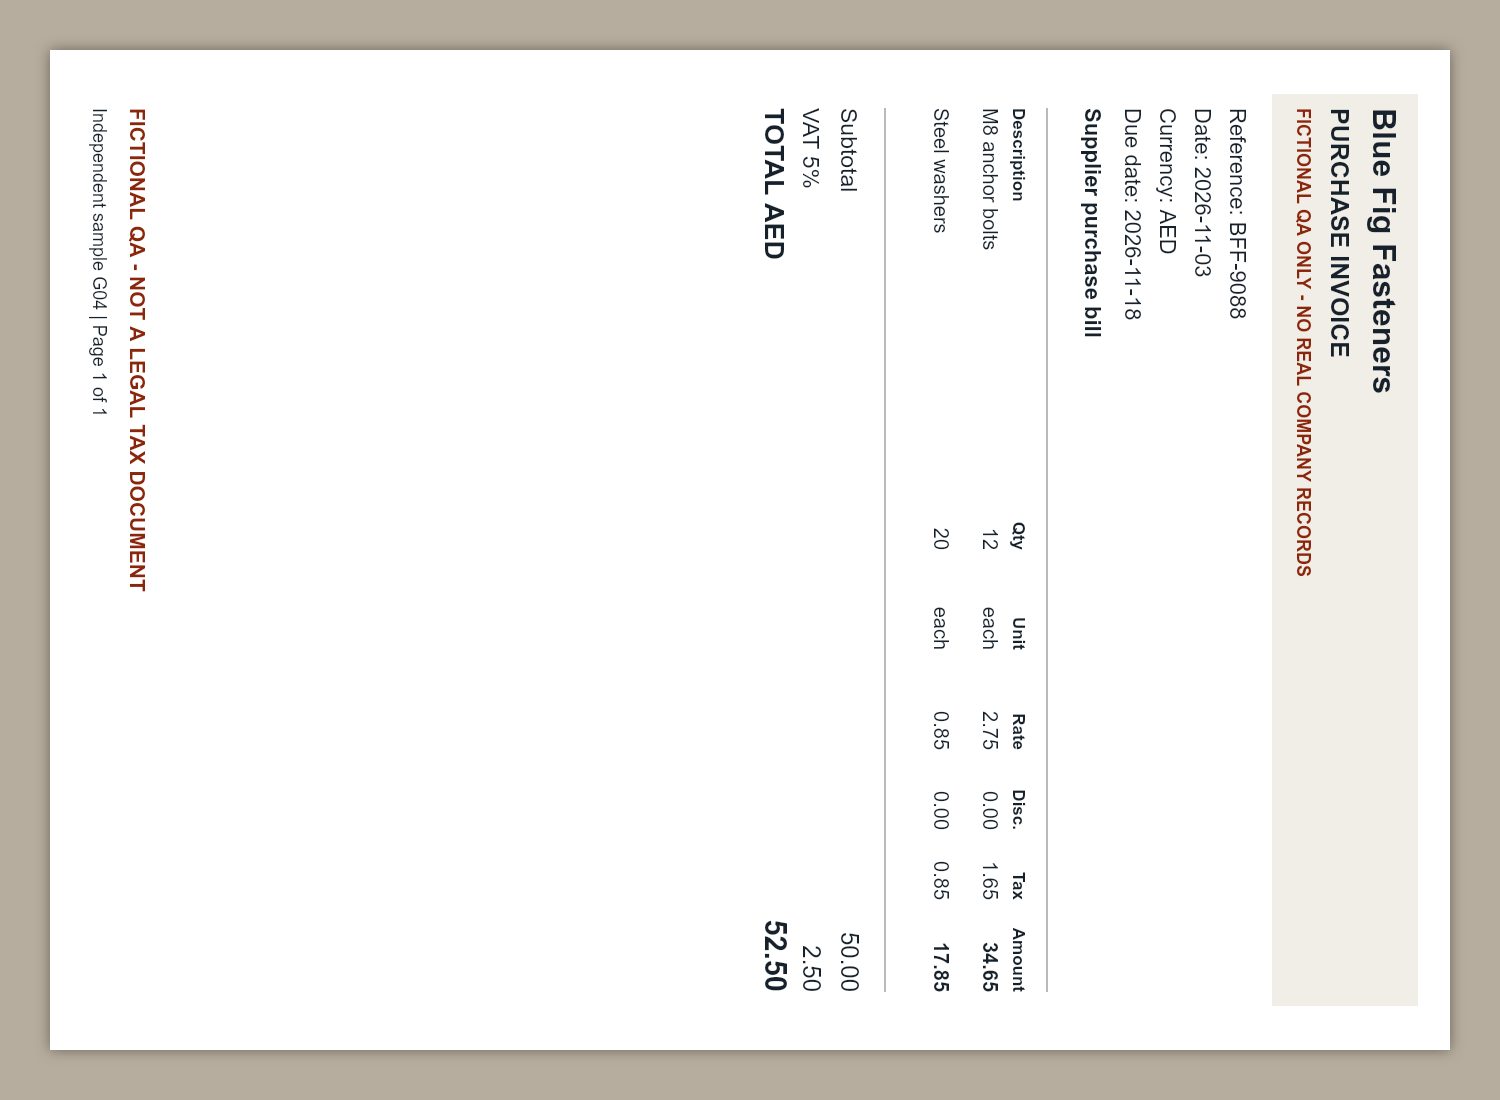 Blue Fig Fasteners
PURCHASE INVOICE
FICTIONAL QA ONLY - NO REAL COMPANY RECORDS
Reference: BFF-9088
Date: 2026-11-03
Currency: AED
Due date: 2026-11-18
Supplier purchase bill
Description Qty Unit Rate Disc. Tax Amount
M8 anchor bolts 12 each 2.75 0.00 1.65 34.65
Steel washers 20 each 0.85 0.00 0.85 17.85
Subtotal 50.00
VAT 5% 2.50
TOTAL AED 52.50
FICTIONAL QA - NOT A LEGAL TAX DOCUMENT
Independent sample G04 | Page 1 of 1